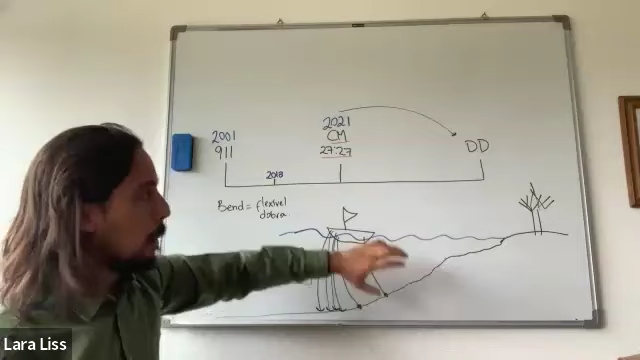 2001
911
2018
2021
CM
27:27
DD
Bend = flexível
dobra.
Lara Liss